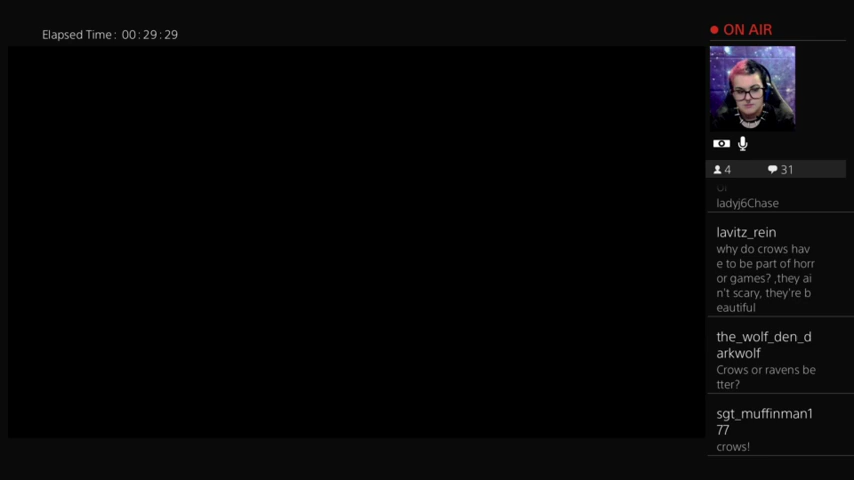 Elapsed Time: 00:29:29
ON AIR
4 31
ladyj6Chase
lavitz_rein
why do crows hav
e to be part of horr
or games? ,they ai
n't scary, they're b
eautiful
the_wolf_den_d
arkwolf
Crows or ravens be
tter?
sgt_muffinman1
77
crows!